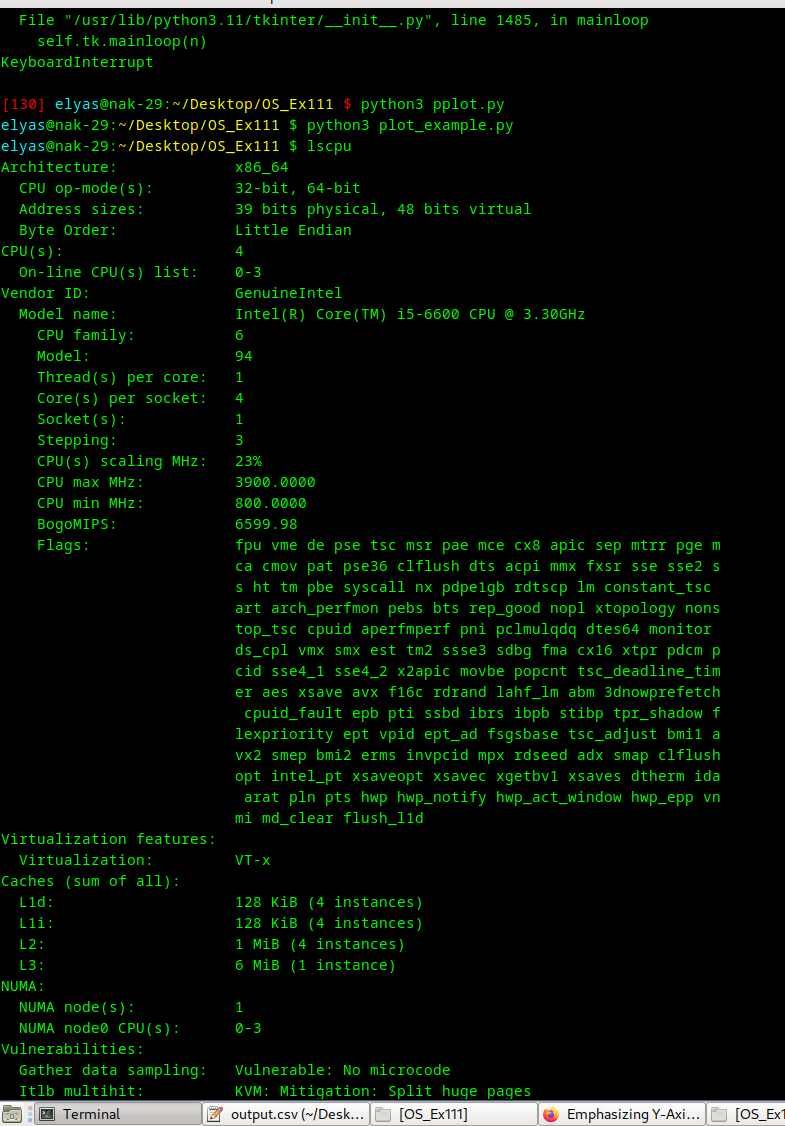 File "/usr/lib/python3.11/tkinter/__init__.py", line 1485, in mainloop
    self.tk.mainloop(n)
KeyboardInterrupt
[130] elyas@nak-29:~/Desktop/OS_Ex111 $ python3 pplot.py
elyas@nak-29:~/Desktop/OS_Ex111 $ python3 plot_example.py
elyas@nak-29:~/Desktop/OS_Ex111 $ lscpu
Architecture:             x86_64
  CPU op-mode(s):         32-bit, 64-bit
  Address sizes:          39 bits physical, 48 bits virtual
  Byte Order:             Little Endian
CPU(s):                   4
  On-line CPU(s) list:    0-3
Vendor ID:                GenuineIntel
  Model name:             Intel(R) Core(TM) i5-6600 CPU @ 3.30GHz
    CPU family:           6
    Model:                94
    Thread(s) per core:   1
    Core(s) per socket:   4
    Socket(s):            1
    Stepping:             3
    CPU(s) scaling MHz:   23%
    CPU max MHz:          3900.0000
    CPU min MHz:          800.0000
    BogoMIPS:             6599.98
    Flags:                fpu vme de pse tsc msr pae mce cx8 apic sep mtrr pge m
                          ca cmov pat pse36 clflush dts acpi mmx fxsr sse sse2 s
                          s ht tm pbe syscall nx pdpe1gb rdtscp lm constant_tsc
                          art arch_perfmon pebs bts rep_good nopl xtopology nons
                          top_tsc cpuid aperfmperf pni pclmulqdq dtes64 monitor
                          ds_cpl vmx smx est tm2 ssse3 sdbg fma cx16 xtpr pdcm p
                          cid sse4_1 sse4_2 x2apic movbe popcnt tsc_deadline_tim
                          er aes xsave avx f16c rdrand lahf_lm abm 3dnowprefetch
                           cpuid_fault epb pti ssbd ibrs ibpb stibp tpr_shadow f
                          lexpriority ept vpid ept_ad fsgsbase tsc_adjust bmi1 a
                          vx2 smep bmi2 erms invpcid mpx rdseed adx smap clflush
                          opt intel_pt xsaveopt xsavec xgetbv1 xsaves dtherm ida
                           arat pln pts hwp hwp_notify hwp_act_window hwp_epp vn
                          mi md_clear flush_l1d
Virtualization features:
  Virtualization:         VT-x
Caches (sum of all):
  L1d:                    128 KiB (4 instances)
  L1i:                    128 KiB (4 instances)
  L2:                     1 MiB (4 instances)
  L3:                     6 MiB (1 instance)
NUMA:
  NUMA node(s):           1
  NUMA node0 CPU(s):      0-3
Vulnerabilities:
  Gather data sampling:   Vulnerable: No microcode
  Itlb multihit:          KVM: Mitigation: Split huge pages
Terminal output.csv (~/Desk... [OS_Ex111] Emphasizing Y-Axi... [OS_Ex1